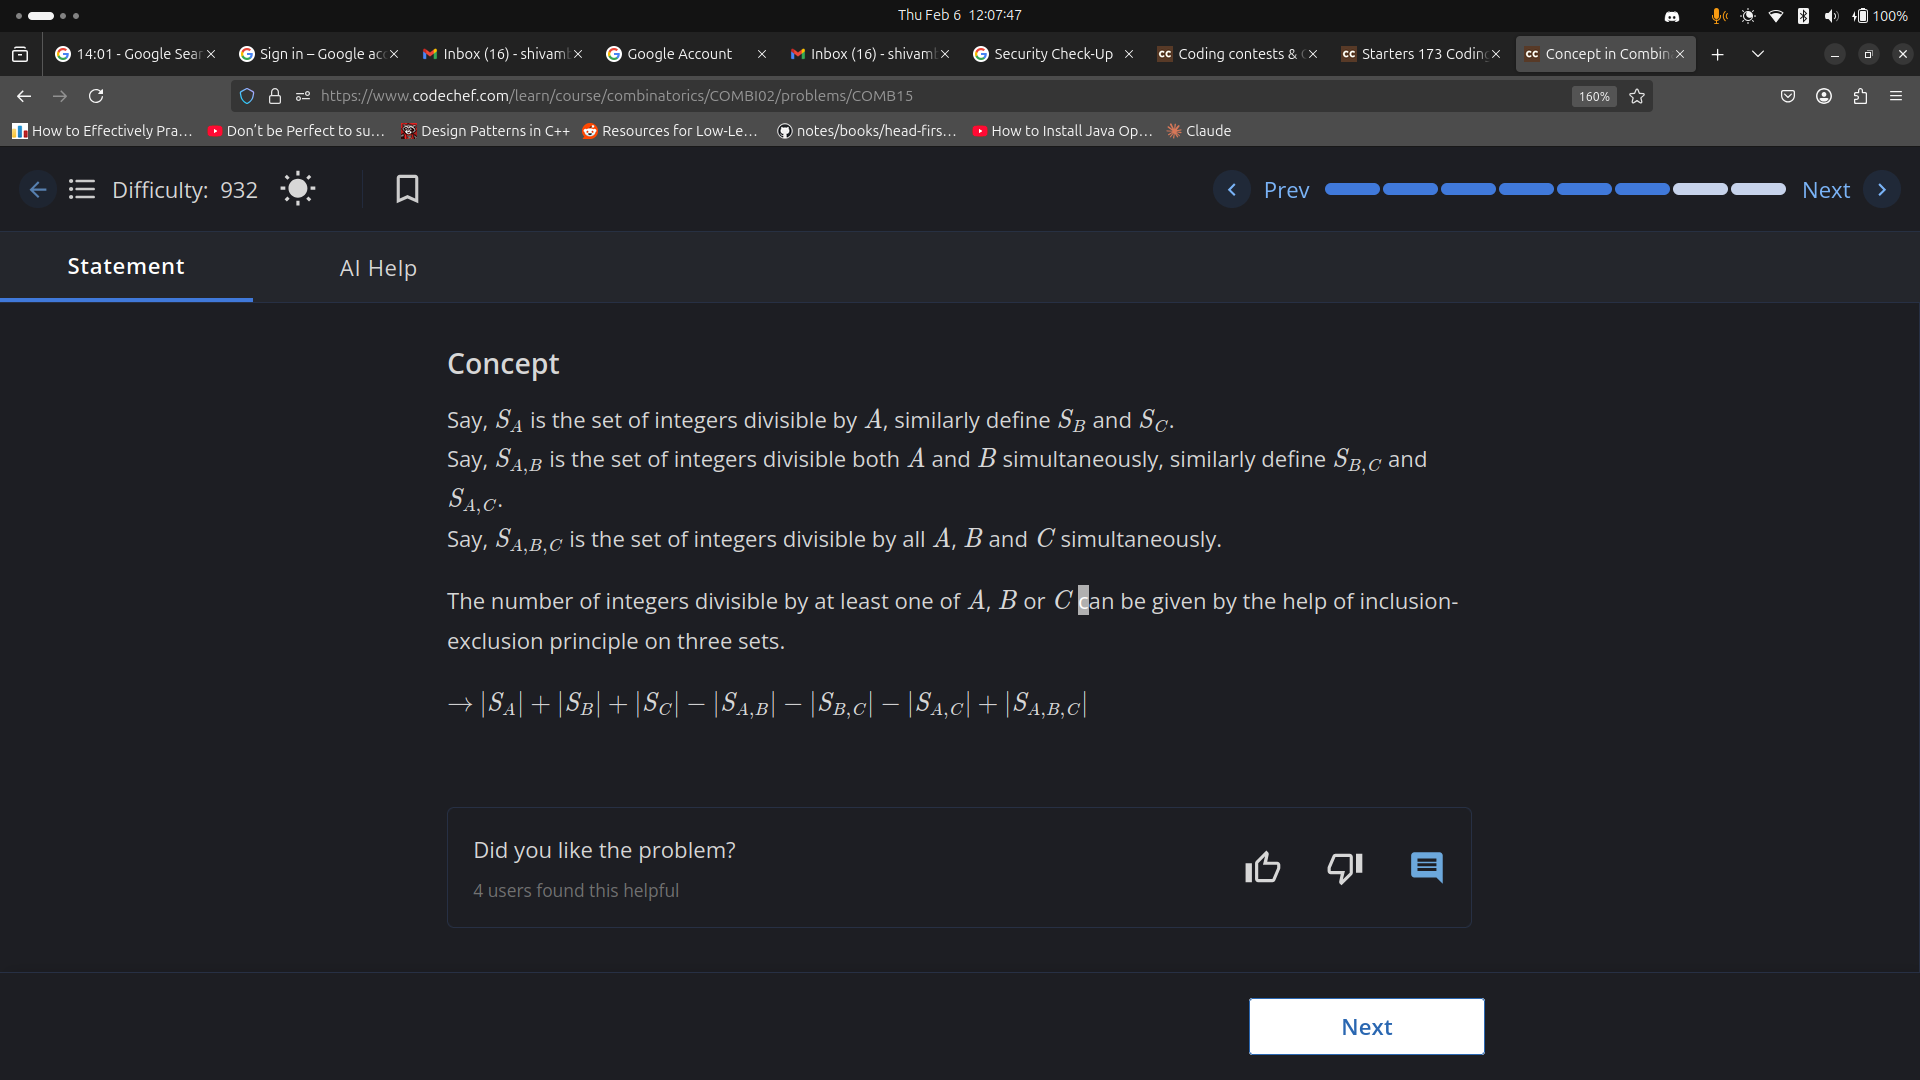 Thu Feb 6 12:07:47
100%
14:01 - Google Sear
Sign in – Google acc
Inbox (16) - shivam
Google Account
Inbox (16) - shivam
Security Check-Up
CC Coding contests &
CC Starters 173 Coding
CC Concept in Combin
https://www.codechef.com/learn/course/combinatorics/COMBI02/problems/COMB15
160%
How to Effectively Pra...
Don’t be Perfect to su...
Design Patterns in C++
Resources for Low-Le...
notes/books/head-firs...
How to Install Java Op...
Claude
Difficulty: 932
Prev
Next
Statement
AI Help
Concept
Say, S_A is the set of integers divisible by A, similarly define S_B and S_C.
Say, S_{A,B} is the set of integers divisible both A and B simultaneously, similarly define S_{B,C} and
S_{A,C}.
Say, S_{A,B,C} is the set of integers divisible by all A, B and C simultaneously.
The number of integers divisible by at least one of A, B or C can be given by the help of inclusion-
exclusion principle on three sets.
→ |S_A| + |S_B| + |S_C| − |S_{A,B}| − |S_{B,C}| − |S_{A,C}| + |S_{A,B,C}|
Did you like the problem?
4 users found this helpful
Next